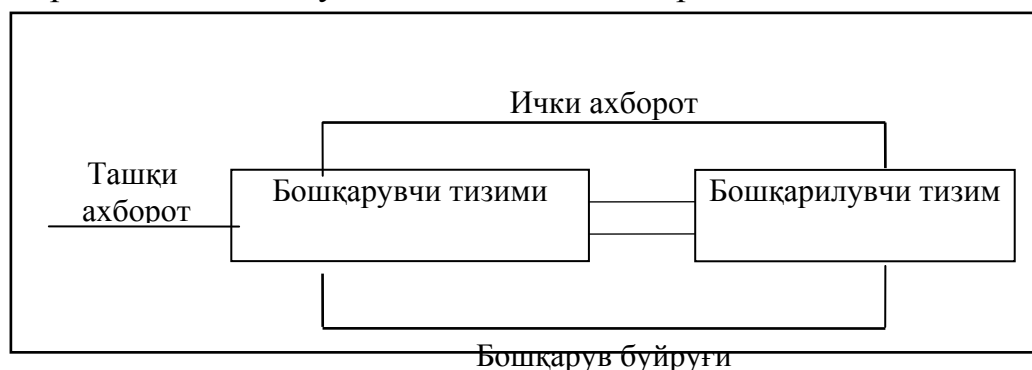 Ички ахборот
Ташқи
ахборот
Бошқарувчи тизими
Бошқарилувчи тизим
Бошқарув буйруғи